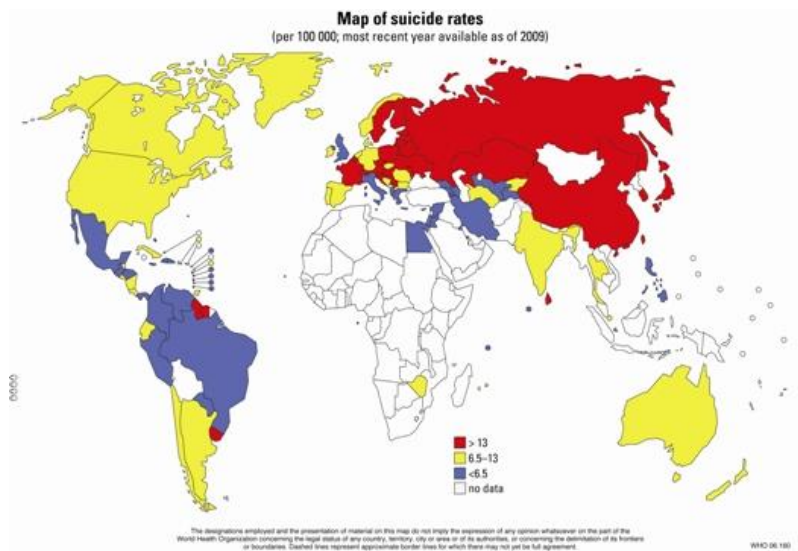 Map of suicide rates
(per 100 000; most recent year available as of 2009)
> 13
6.5–13
<6.5
no data
The designations employed and the presentation of material on this map do not imply the expression of any opinion whatsoever on the part of the
World Health Organization concerning the legal status of any country, territory, city or area or of its authorities, or concerning the delimitation of its frontiers
or boundaries. Dashed lines represent approximate border lines for which there may not yet be full agreement.
WHO 06.160